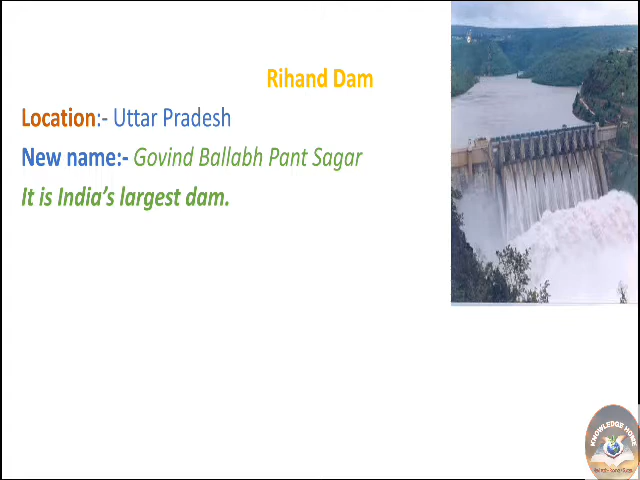 Rihand Dam
Location:- Uttar Pradesh
New name:- Govind Ballabh Pant Sagar
It is India's largest dam.
KNOWLEDGE HOME